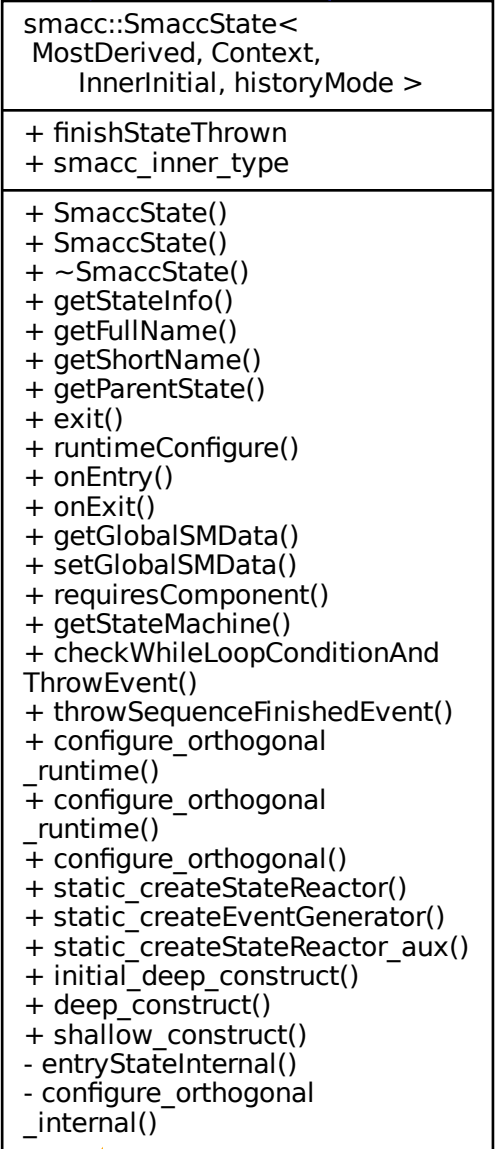 smacc::SmaccState<
MostDerived, Context,
InnerInitial, historyMode >
+ finishStateThrown
+ smacc_inner_type
+ SmaccState()
+ SmaccState()
+ ~SmaccState()
+ getStateInfo()
+ getFullName()
+ getShortName()
+ getParentState()
+ exit()
+ runtimeConfigure()
+ onEntry()
+ onExit()
+ getGlobalSMData()
+ setGlobalSMData()
+ requiresComponent()
+ getStateMachine()
+ checkWhileLoopConditionAnd
ThrowEvent()
+ throwSequenceFinishedEvent()
+ configure_orthogonal
_runtime()
+ configure_orthogonal
_runtime()
+ configure_orthogonal()
+ static_createStateReactor()
+ static_createEventGenerator()
+ static_createStateReactor_aux()
+ initial_deep_construct()
+ deep_construct()
+ shallow_construct()
- entryStateInternal()
- configure_orthogonal
_internal()